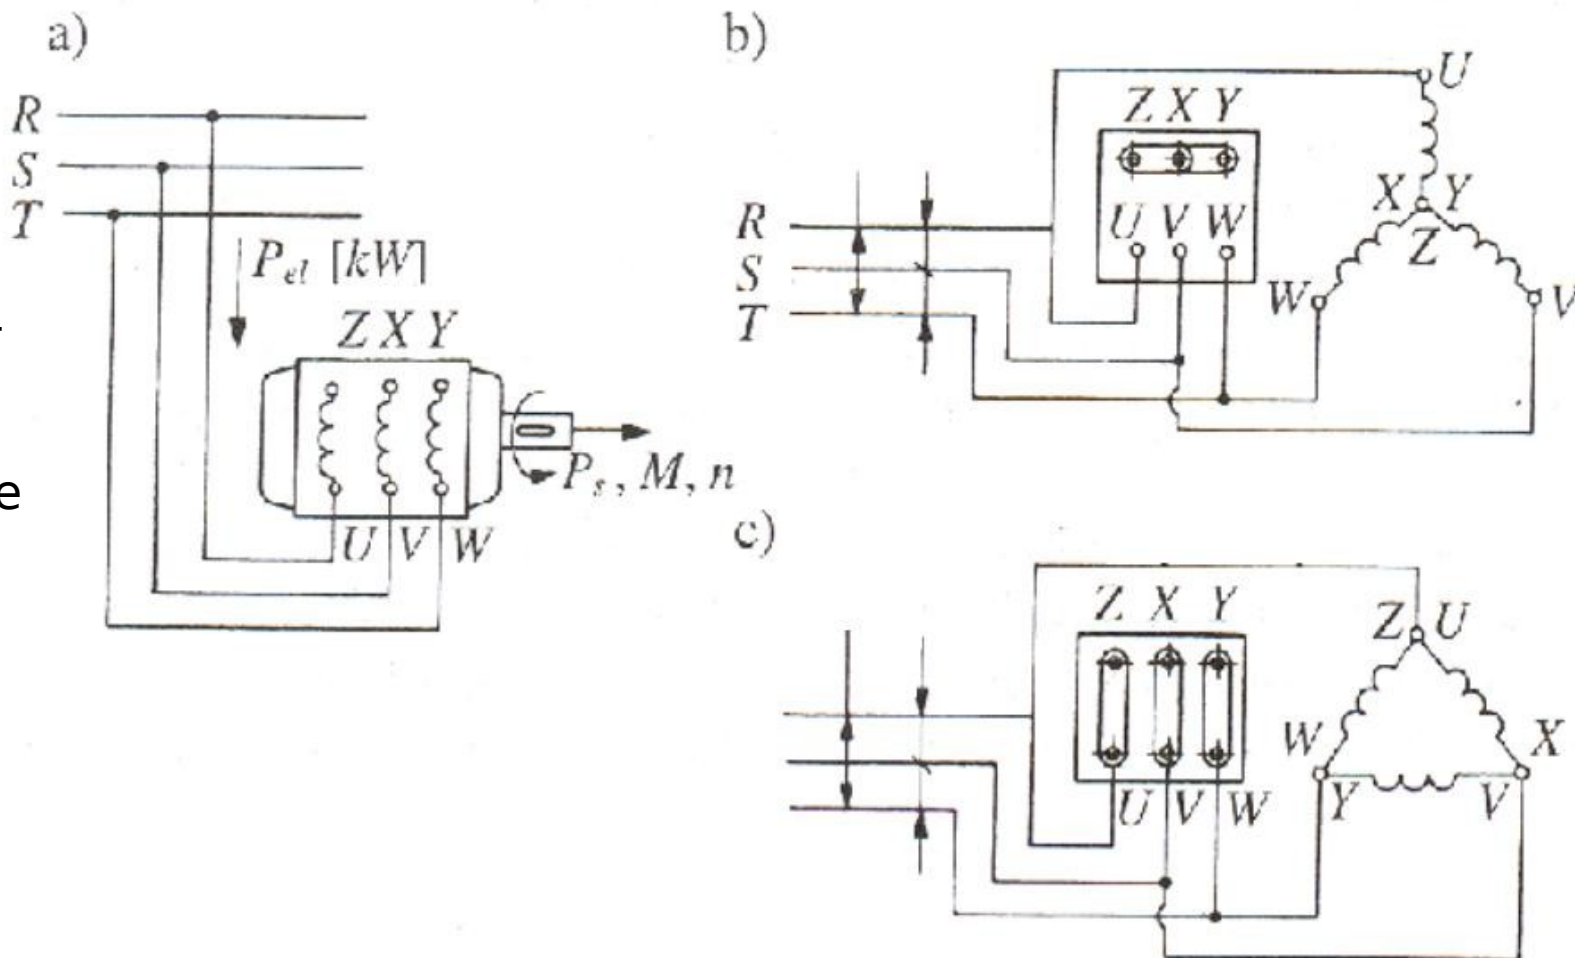 a)
R
S
T
P_el [kW]
Z X Y
P_s, M, n
U V W
e
b)
U
Z X Y
X Y
R
U V W
Z
S
W
V
T
c)
Z X Y
Z U
W
X
Y
V
U V W